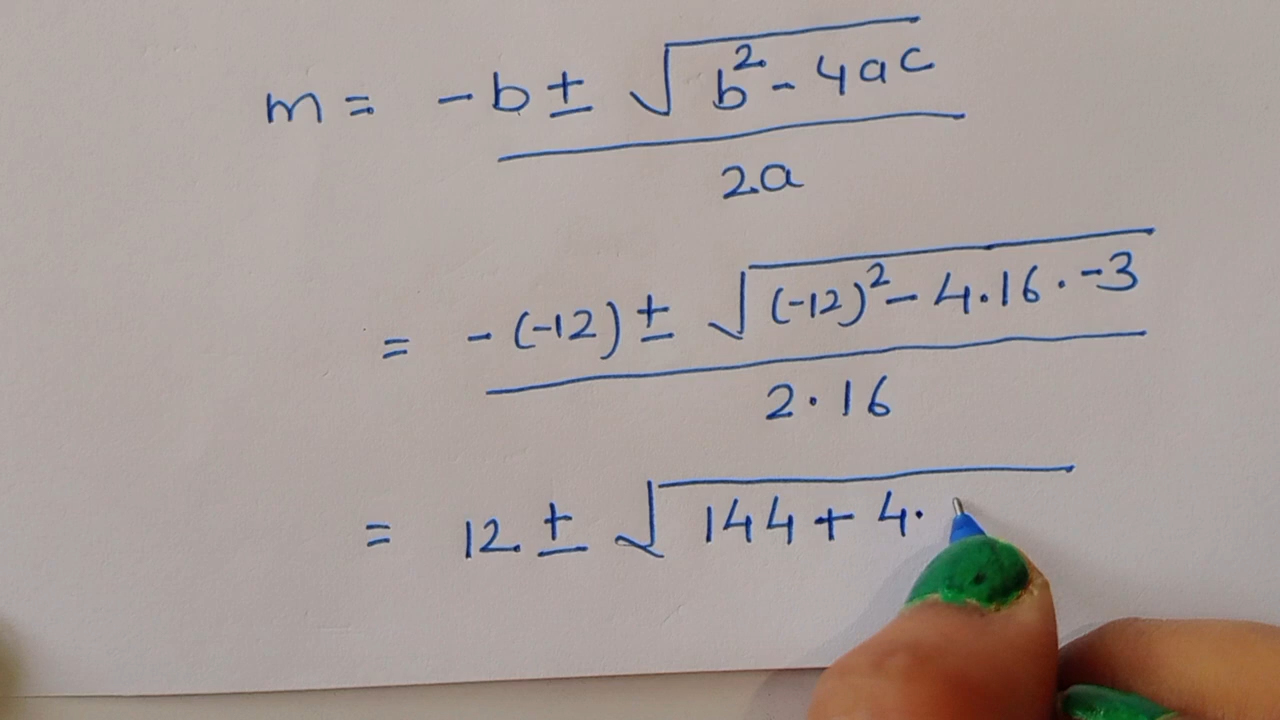 m = -b ± √b² - 4ac
2a
= -(-12) ± √(-12)² - 4·16·-3
2·16
= 12 ± √144 + 4·